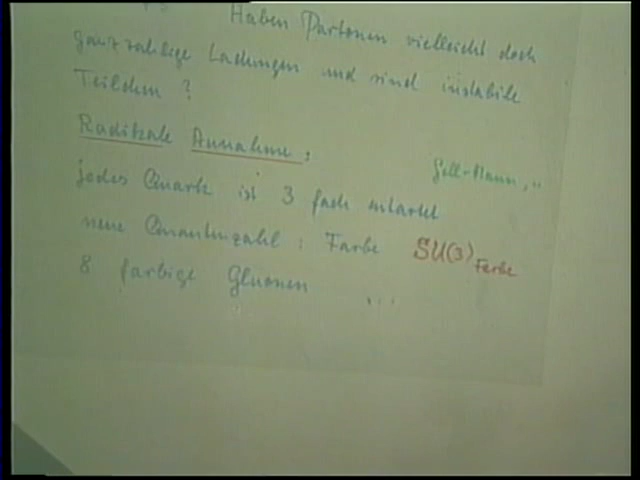 Haben Partonen vielleicht doch
ganzzahlige Ladungen und sind instabile
Teilchen ?
Radikale Annahme :
Gell-Mann, ..
jedes Quark ist 3 fach entartet
neue Quantenzahl : Farbe SU(3) Farbe
8 farbige Gluonen ...